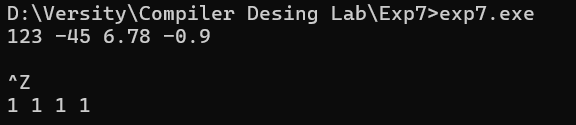 D:\Versity\Compiler Desing Lab\Exp7>exp7.exe
123 -45 6.78 -0.9
^Z
1 1 1 1